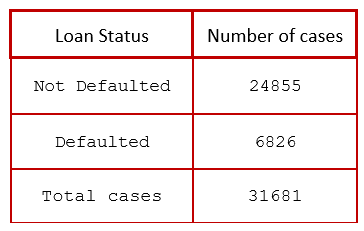 Loan Status Number of cases
Not Defaulted 24855
Defaulted 6826
Total cases 31681